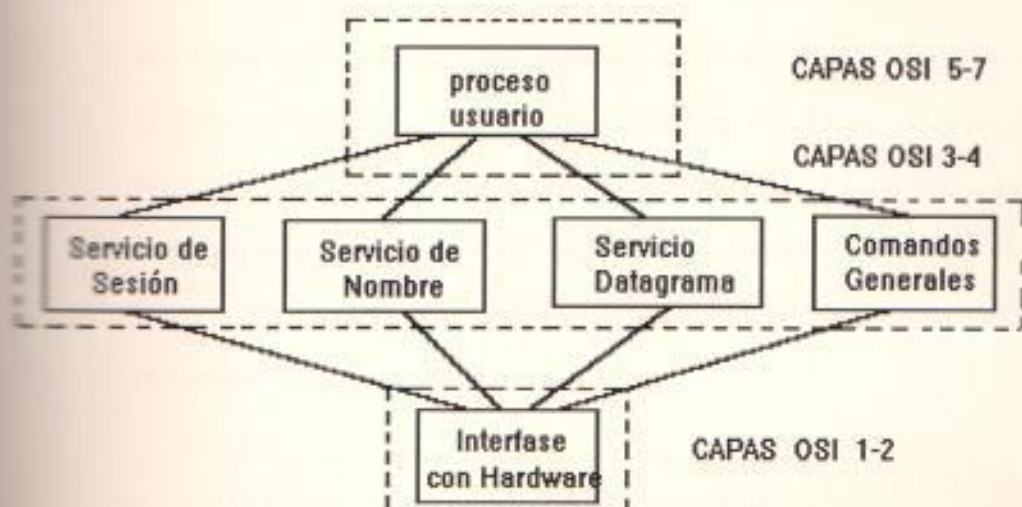 proceso
usuario
CAPAS OSI 5-7
CAPAS OSI 3-4
Servicio de
Sesión
Servicio de
Nombre
Servicio
Datagrama
Comandos
Generales
Interfase
con Hardware
CAPAS OSI 1-2